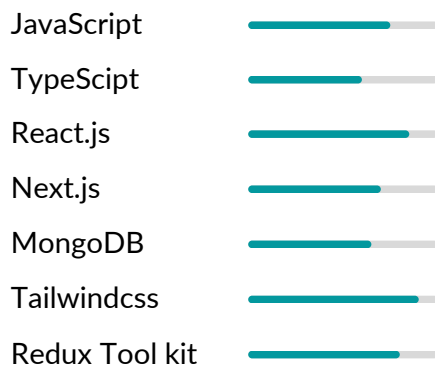 JavaScript
TypeScipt
React.js
Next.js
MongoDB
Tailwindcss
Redux Tool kit